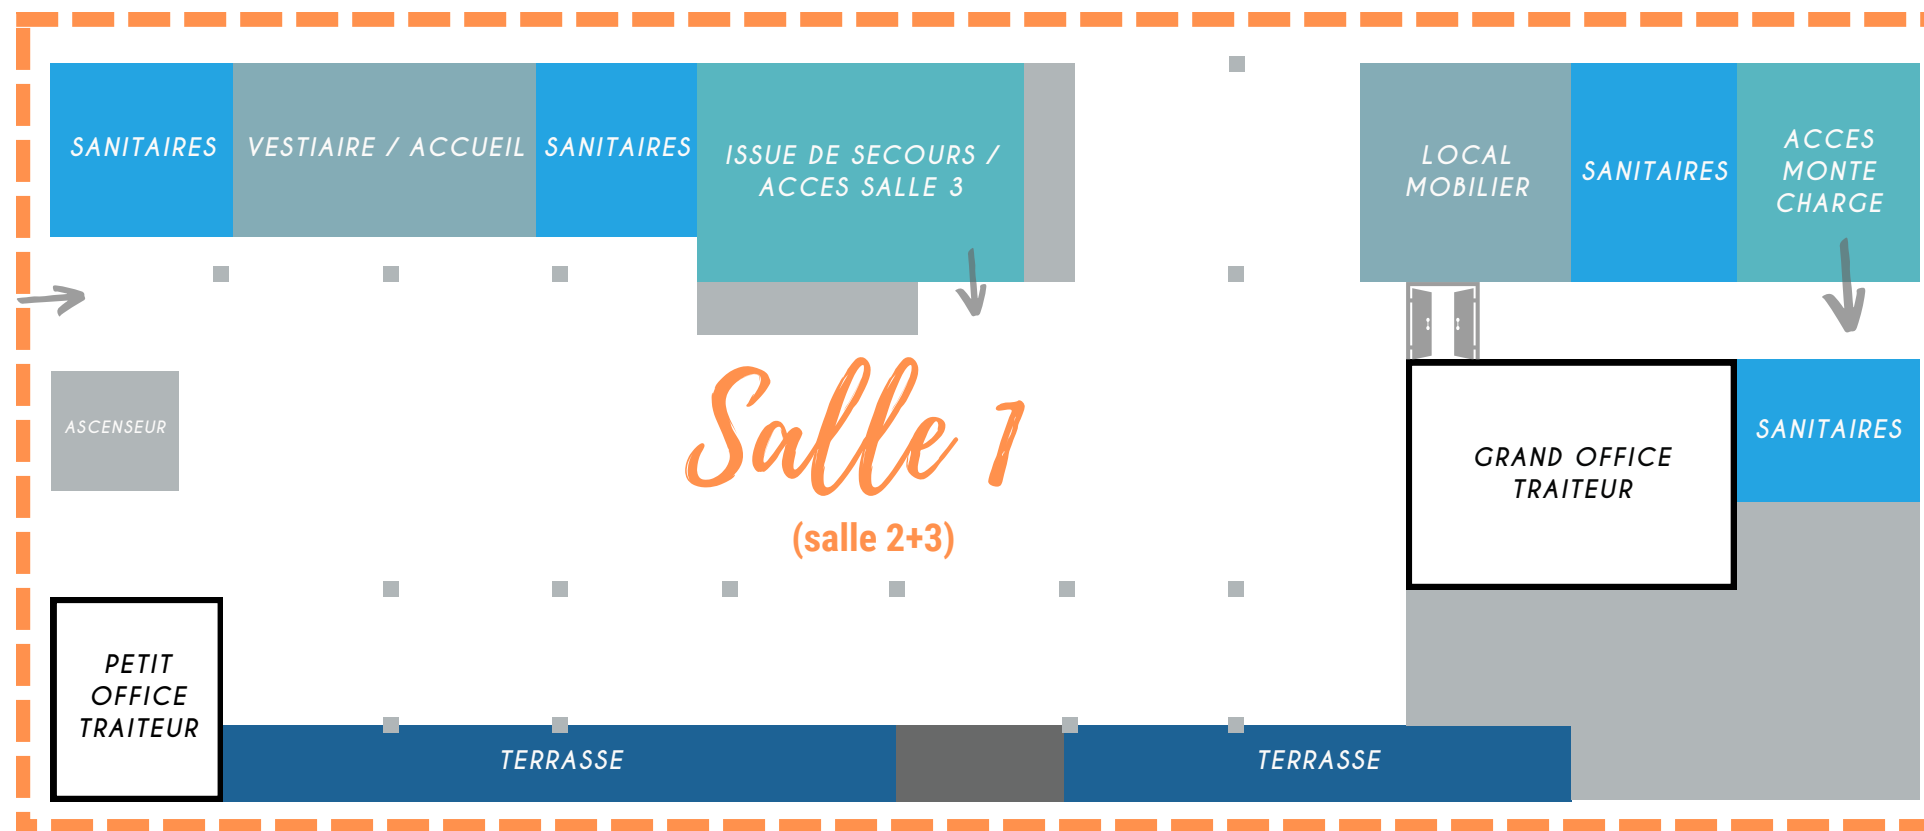 SANITAIRES
VESTIAIRE / ACCUEIL
SANITAIRES
ISSUE DE SECOURS /
ACCES SALLE 3
LOCAL
MOBILIER
SANITAIRES
ACCES
MONTE
CHARGE
ASCENSEUR
Salle 1
(salle 2+3)
GRAND OFFICE
TRAITEUR
SANITAIRES
PETIT
OFFICE
TRAITEUR
TERRASSE
TERRASSE